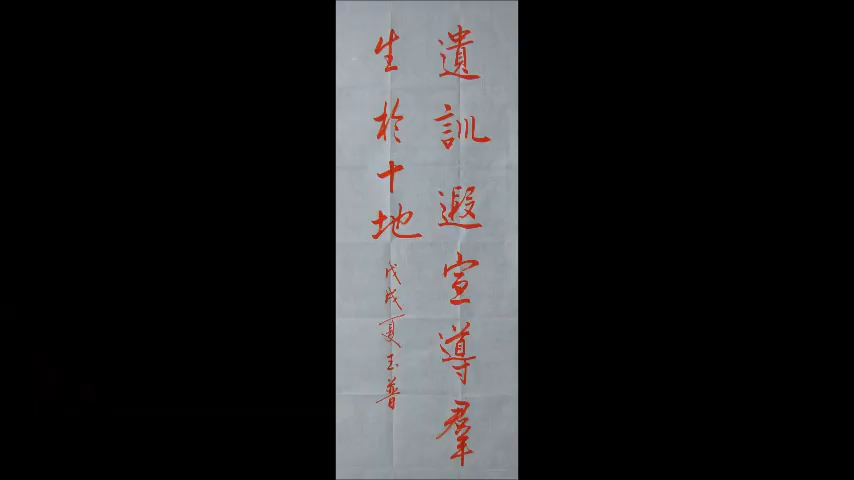 遺訓遐宣導羣
生於十地
戊戌夏玉普